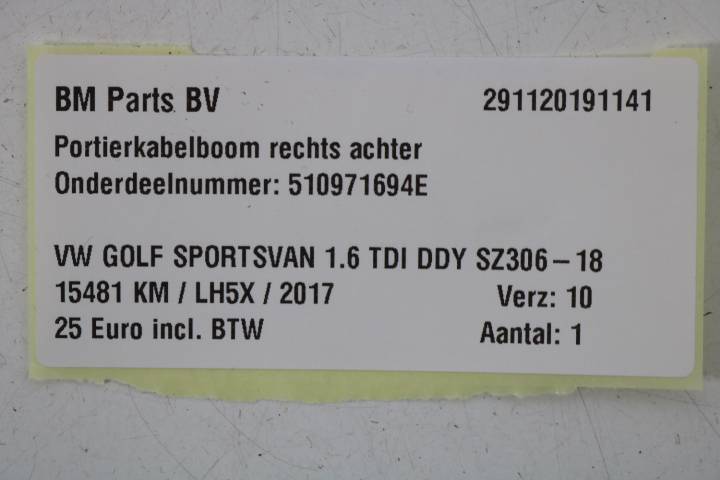 BM Parts BV 291120191141
Portierkabelboom rechts achter
Onderdeelnummer: 510971694E
VW GOLF SPORTSVAN 1.6 TDI DDY SZ306-18
15481 KM / LH5X / 2017 Verz: 10
25 Euro incl. BTW Aantal: 1